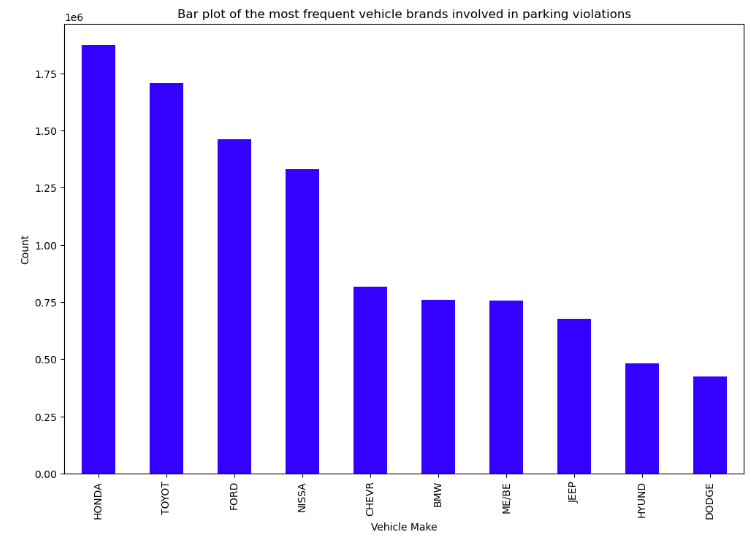 Bar plot of the most frequent vehicle brands involved in parking violations
1e6
1.75
1.50
1.25
1.00
0.75
0.50
0.25
0.00
Count
HONDA
TOYOT
FORD
NISSA
CHEVR
BMW
ME/BE
JEEP
HYUND
DODGE
Vehicle Make